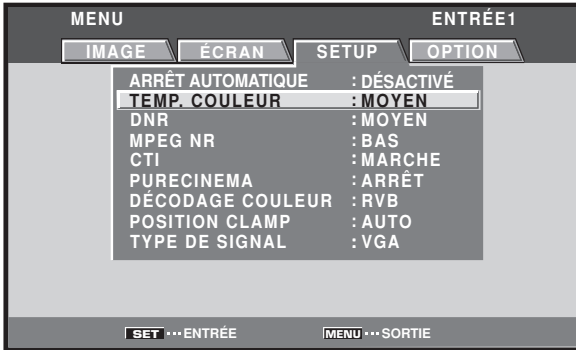 MENU ENTRÉE1
IMAGE ÉCRAN SETUP OPTION
ARRÊT AUTOMATIQUE : DÉSACTIVÉ
TEMP. COULEUR : MOYEN
DNR : MOYEN
MPEG NR : BAS
CTI : MARCHE
PURECINEMA : ARRÊT
DÉCODAGE COULEUR : RVB
POSITION CLAMP : AUTO
TYPE DE SIGNAL : VGA
SET ··· ENTRÉE MENU ··· SORTIE